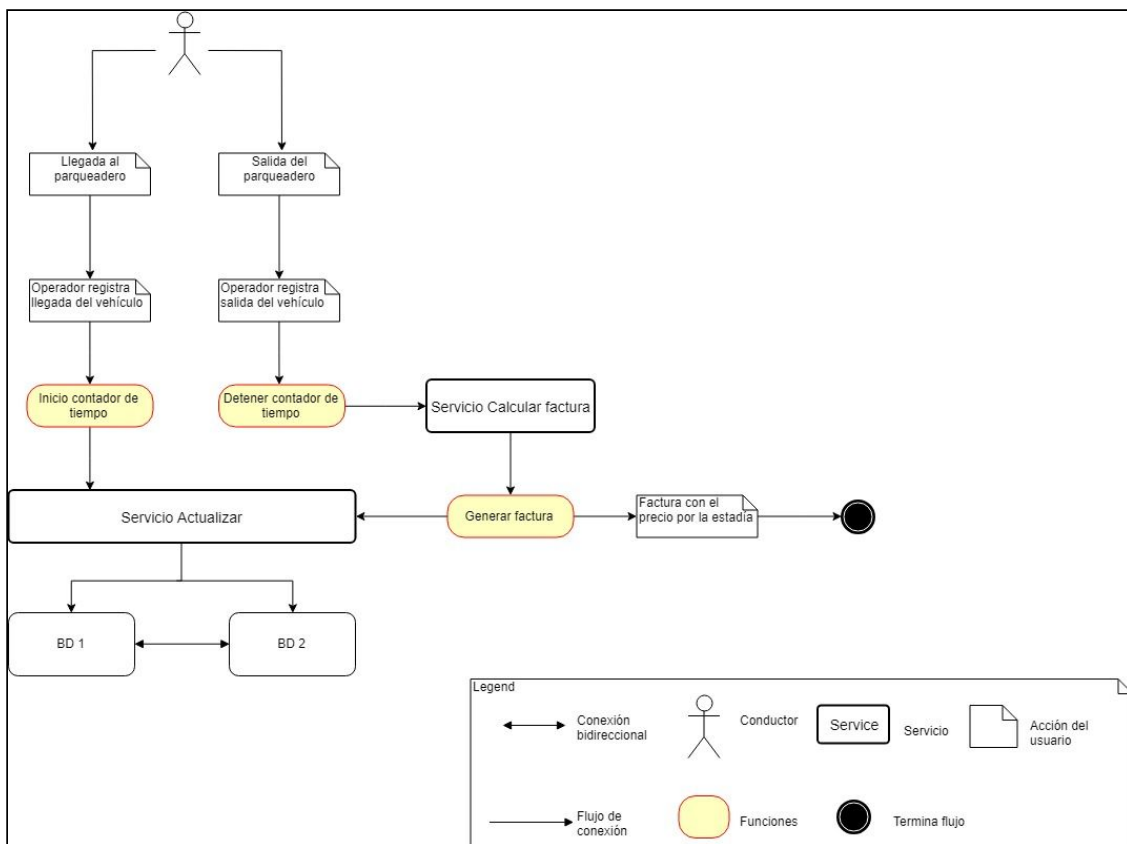 Llegada al
parqueadero
Salida del
parqueadero
Operador registra
llegada del vehículo
Operador registra
salida del vehículo
Inicio contador de
tiempo
Detener contador de
tiempo
Servicio Calcular factura
Servicio Actualizar
Generar factura
Factura con el
precio por la estadía
BD 1
BD 2
Legend
Conexión
bidireccional
Conductor
Service
Servicio
Acción del
usuario
Flujo de
conexión
Funciones
Termina flujo